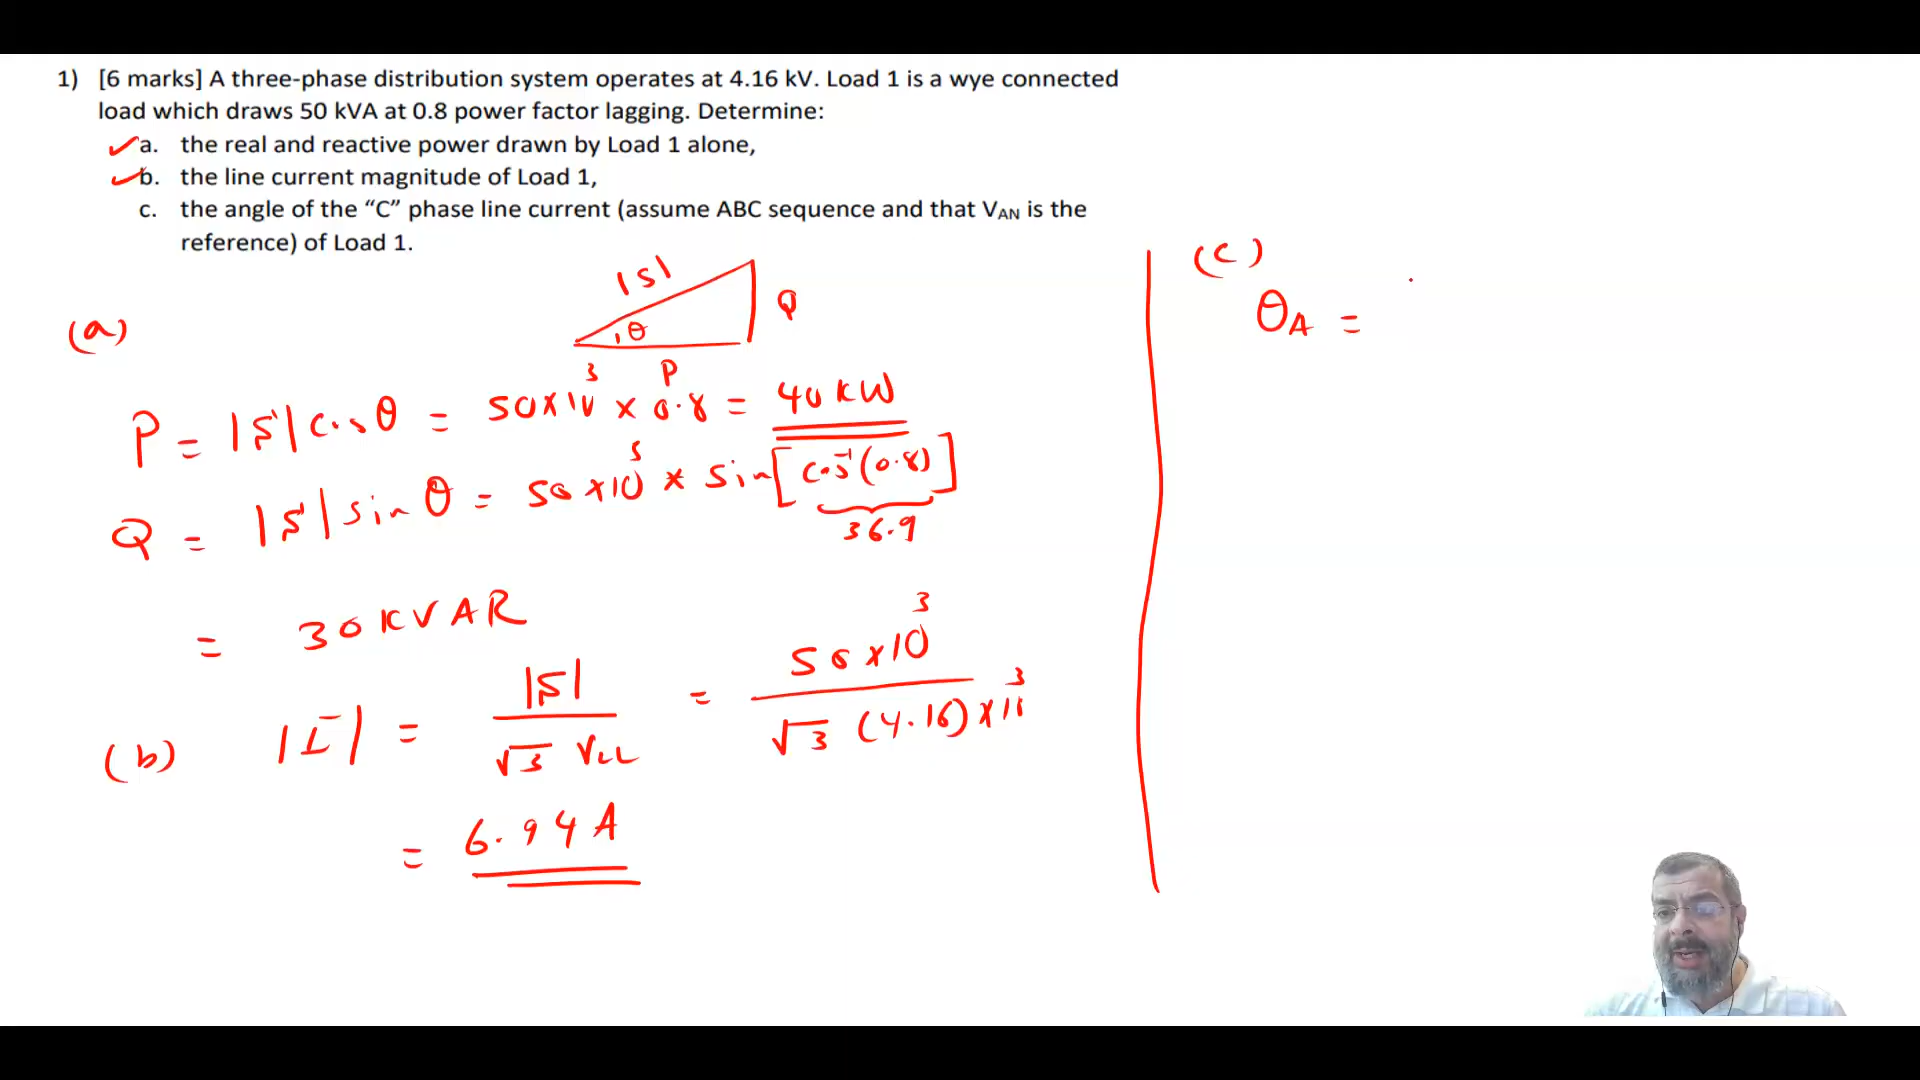 1) [6 marks] A three-phase distribution system operates at 4.16 kV. Load 1 is a wye connected
load which draws 50 kVA at 0.8 power factor lagging. Determine:
a. the real and reactive power drawn by Load 1 alone,
b. the line current magnitude of Load 1,
c. the angle of the “C” phase line current (assume ABC sequence and that V_AN is the
reference) of Load 1.
(a)
|S|
θ
Q
P
P = |S| cos θ = 50×10³ × 0.8 = 40 KW
Q = |S| sin θ = 50×10³ * sin[cos⁻¹(0.8)]
36.9
= 30 KVAR
(b) |I| = |S| / √3 V_LL = 50×10³ / √3 (4.16)×10³
= 6.94 A
(c)
θ_A =